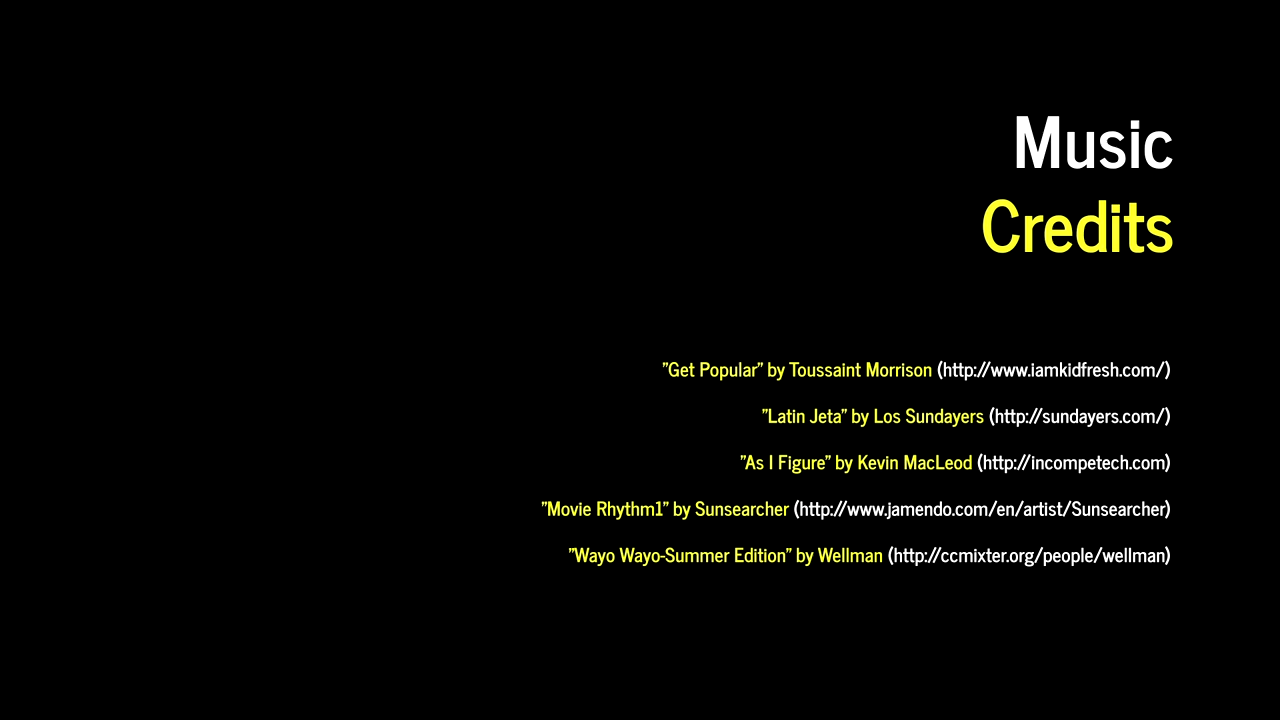 Music
Credits
"Get Popular" by Toussaint Morrison (http://www.iamkidfresh.com/)
"Latin Jeta" by Los Sundayers (http://sundayers.com/)
"As I Figure" by Kevin MacLeod (http://incompetech.com)
"Movie Rhythm1" by Sunsearcher (http://www.jamendo.com/en/artist/Sunsearcher)
"Wayo Wayo-Summer Edition" by Wellman (http://ccmixter.org/people/wellman)